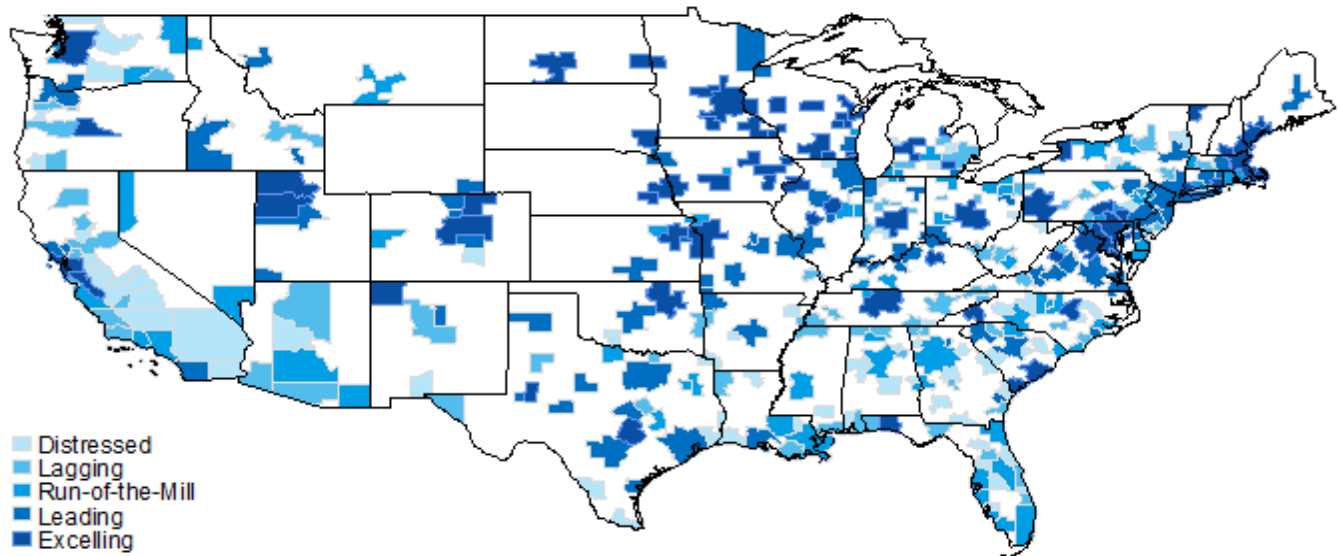 Distressed
Lagging
Run-of-the-Mill
Leading
Excelling